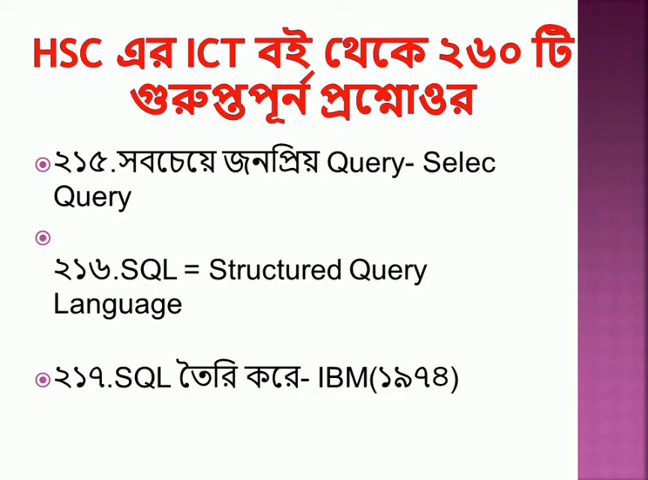 HSC এর ICT বই থেকে ২৬০ টি
গুরুপ্তপূর্ন প্রশ্নোওর
২১৫.সবচেয়ে জনপ্রিয় Query- Selec
Query
২১৬.SQL = Structured Query
Language
২১৭.SQL তৈরি করে- IBM(১৯৭৪)